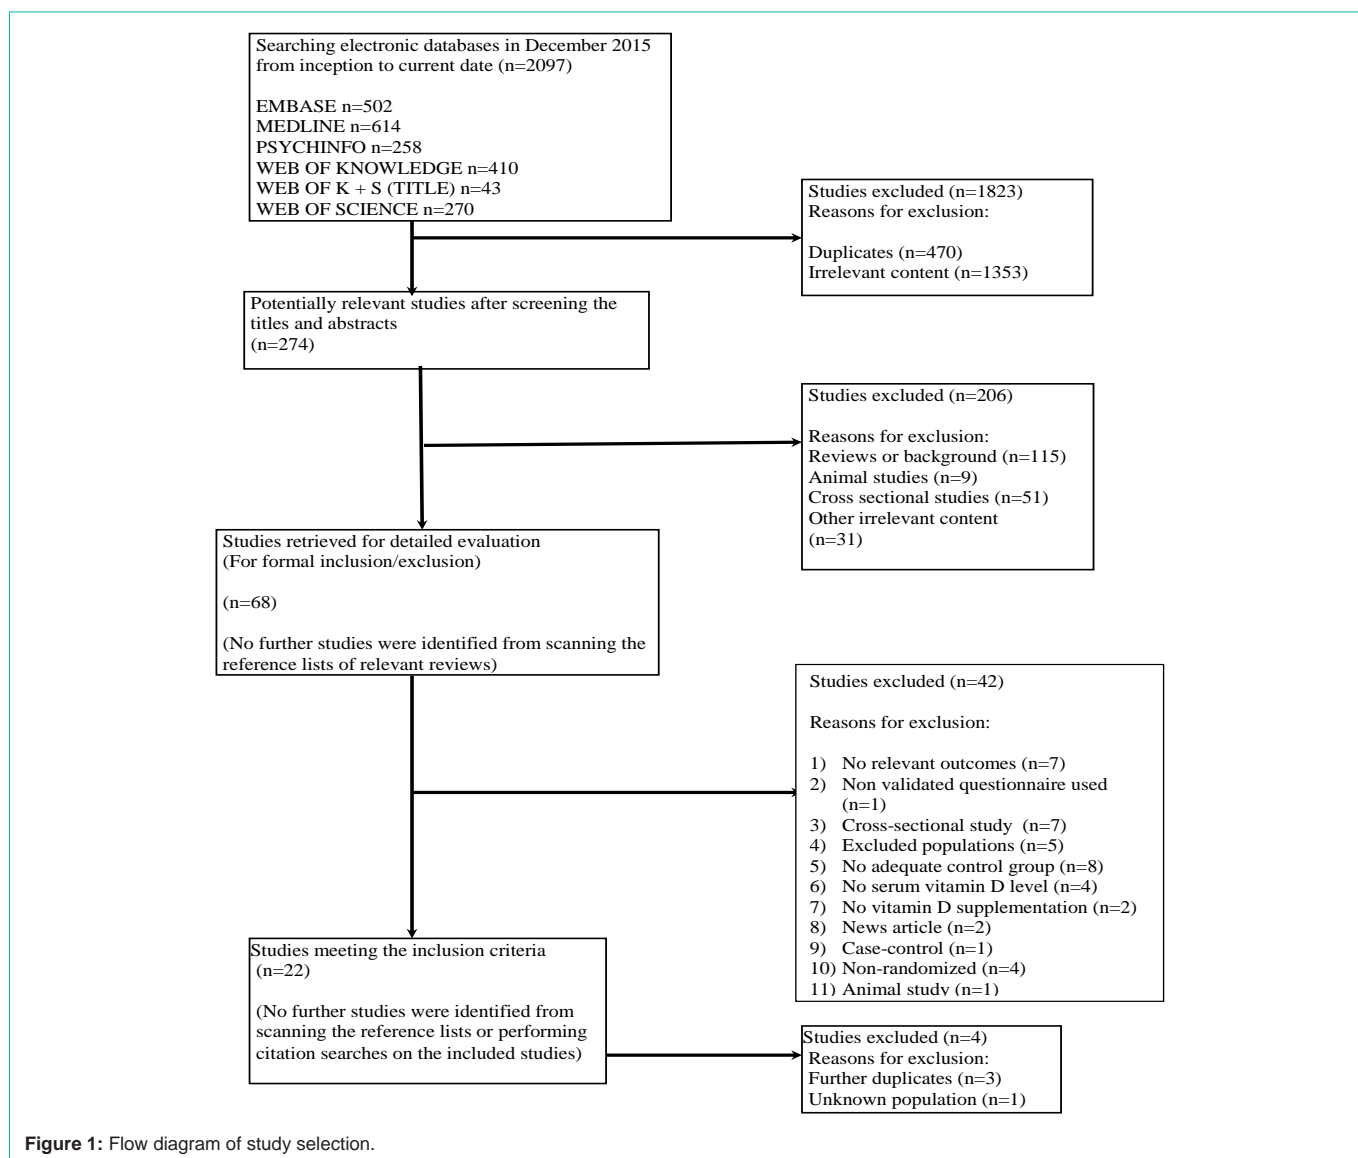 Searching electronic databases in December 2015
from inception to current date (n=2097)
EMBASE n=502
MEDLINE n=614
PSYCHINFO n=258
WEB OF KNOWLEDGE n=410
WEB OF K + S (TITLE) n=43
WEB OF SCIENCE n=270
Studies excluded (n=1823)
Reasons for exclusion:
Duplicates (n=470)
Irrelevant content (n=1353)
Potentially relevant studies after screening the
titles and abstracts
(n=274)
Studies excluded (n=206)
Reasons for exclusion:
Reviews or background (n=115)
Animal studies (n=9)
Cross sectional studies (n=51)
Other irrelevant content
(n=31)
Studies retrieved for detailed evaluation
(For formal inclusion/exclusion)
(n=68)
(No further studies were identified from scanning the
reference lists of relevant reviews)
Studies excluded (n=42)
Reasons for exclusion:
1) No relevant outcomes (n=7)
2) Non validated questionnaire used
(n=1)
3) Cross-sectional study (n=7)
4) Excluded populations (n=5)
5) No adequate control group (n=8)
6) No serum vitamin D level (n=4)
7) No vitamin D supplementation (n=2)
8) News article (n=2)
9) Case-control (n=1)
10) Non-randomized (n=4)
11) Animal study (n=1)
Studies meeting the inclusion criteria
(n=22)
(No further studies were identified from
scanning the reference lists or performing
citation searches on the included studies)
Studies excluded (n=4)
Reasons for exclusion:
Further duplicates (n=3)
Unknown population (n=1)
Figure 1: Flow diagram of study selection.